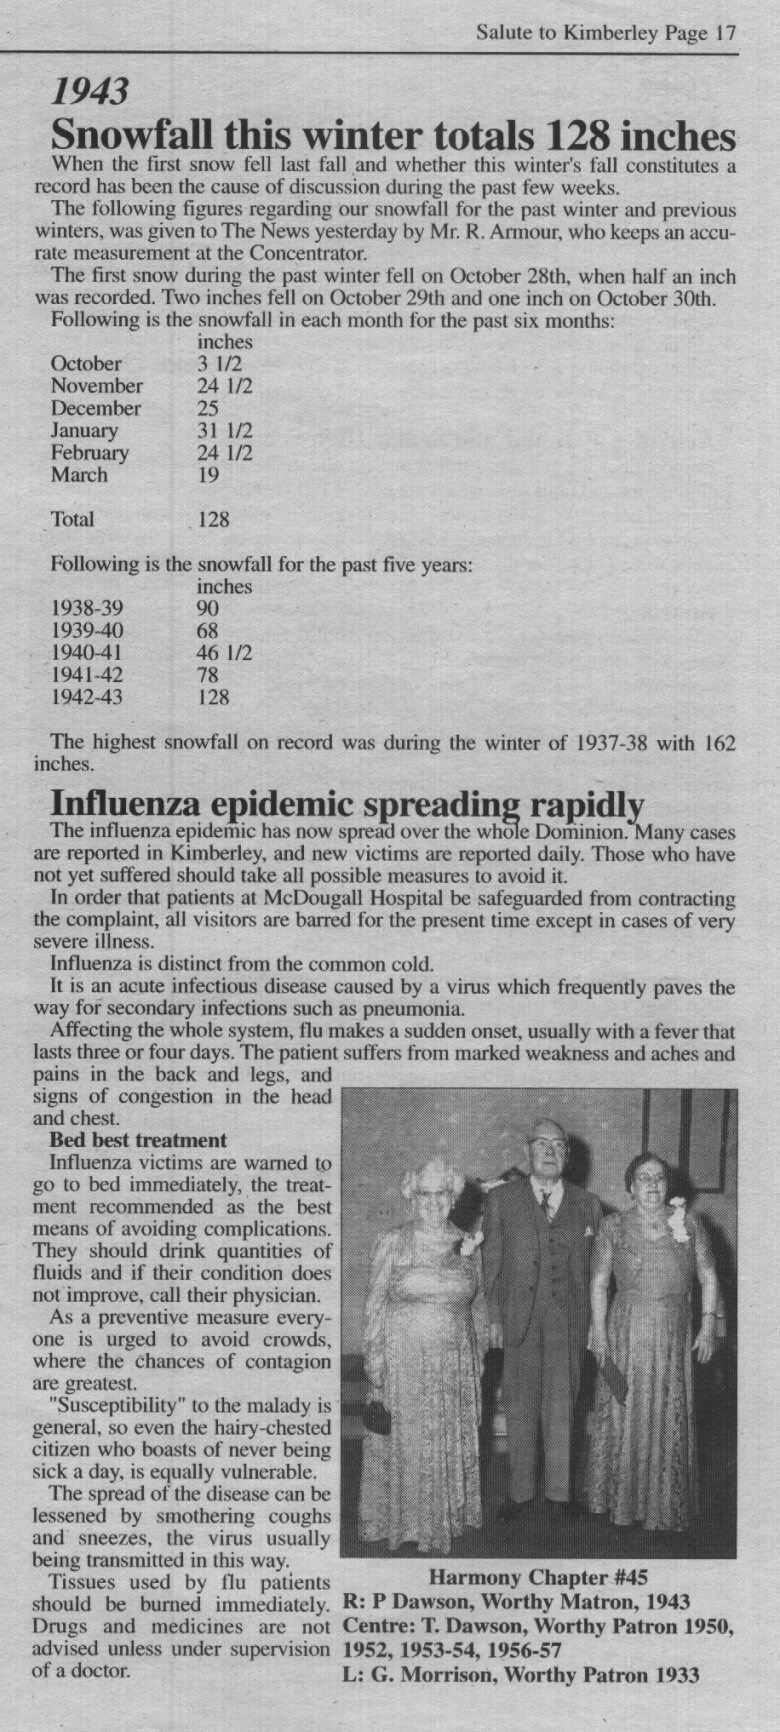 Salute to Kimberley Page 17
1943
Snowfall this winter totals 128 inches
When the first snow fell last fall and whether this winter's fall constitutes a
record has been the cause of discussion during the past few weeks.
The following figures regarding our snowfall for the past winter and previous
winters, was given to The News yesterday by Mr. R. Armour, who keeps an accu-
rate measurement at the Concentrator.
The first snow during the past winter fell on October 28th, when half an inch
was recorded. Two inches fell on October 29th and one inch on October 30th.
Following is the snowfall in each month for the past six months:
inches
October 3 1/2
November 24 1/2
December 25
January 31 1/2
February 24 1/2
March 19
Total 128
Following is the snowfall for the past five years:
inches
1938-39 90
1939-40 68
1940-41 46 1/2
1941-42 78
1942-43 128
The highest snowfall on record was during the winter of 1937-38 with 162
inches.
Influenza epidemic spreading rapidly
The influenza epidemic has now spread over the whole Dominion. Many cases
are reported in Kimberley, and new victims are reported daily. Those who have
not yet suffered should take all possible measures to avoid it.
In order that patients at McDougall Hospital be safeguarded from contracting
the complaint, all visitors are barred for the present time except in cases of very
severe illness.
Influenza is distinct from the common cold.
It is an acute infectious disease caused by a virus which frequently paves the
way for secondary infections such as pneumonia.
Affecting the whole system, flu makes a sudden onset, usually with a fever that
lasts three or four days. The patient suffers from marked weakness and aches and
pains in the back and legs, and
signs of congestion in the head
and chest.
Bed best treatment
Influenza victims are warned to
go to bed immediately, the treat-
ment recommended as the best
means of avoiding complications.
They should drink quantities of
fluids and if their condition does
not improve, call their physician.
As a preventive measure every-
one is urged to avoid crowds,
where the chances of contagion
are greatest.
"Susceptibility" to the malady is
general, so even the hairy-chested
citizen who boasts of never being
sick a day, is equally vulnerable.
The spread of the disease can be
lessened by smothering coughs
and sneezes, the virus usually
being transmitted in this way.
Tissues used by flu patients
should be burned immediately.
Drugs and medicines are not
advised unless under supervision
of a doctor.
Harmony Chapter #45
R: P Dawson, Worthy Matron, 1943
Centre: T. Dawson, Worthy Patron 1950,
1952, 1953-54, 1956-57
L: G. Morrison, Worthy Patron 1933